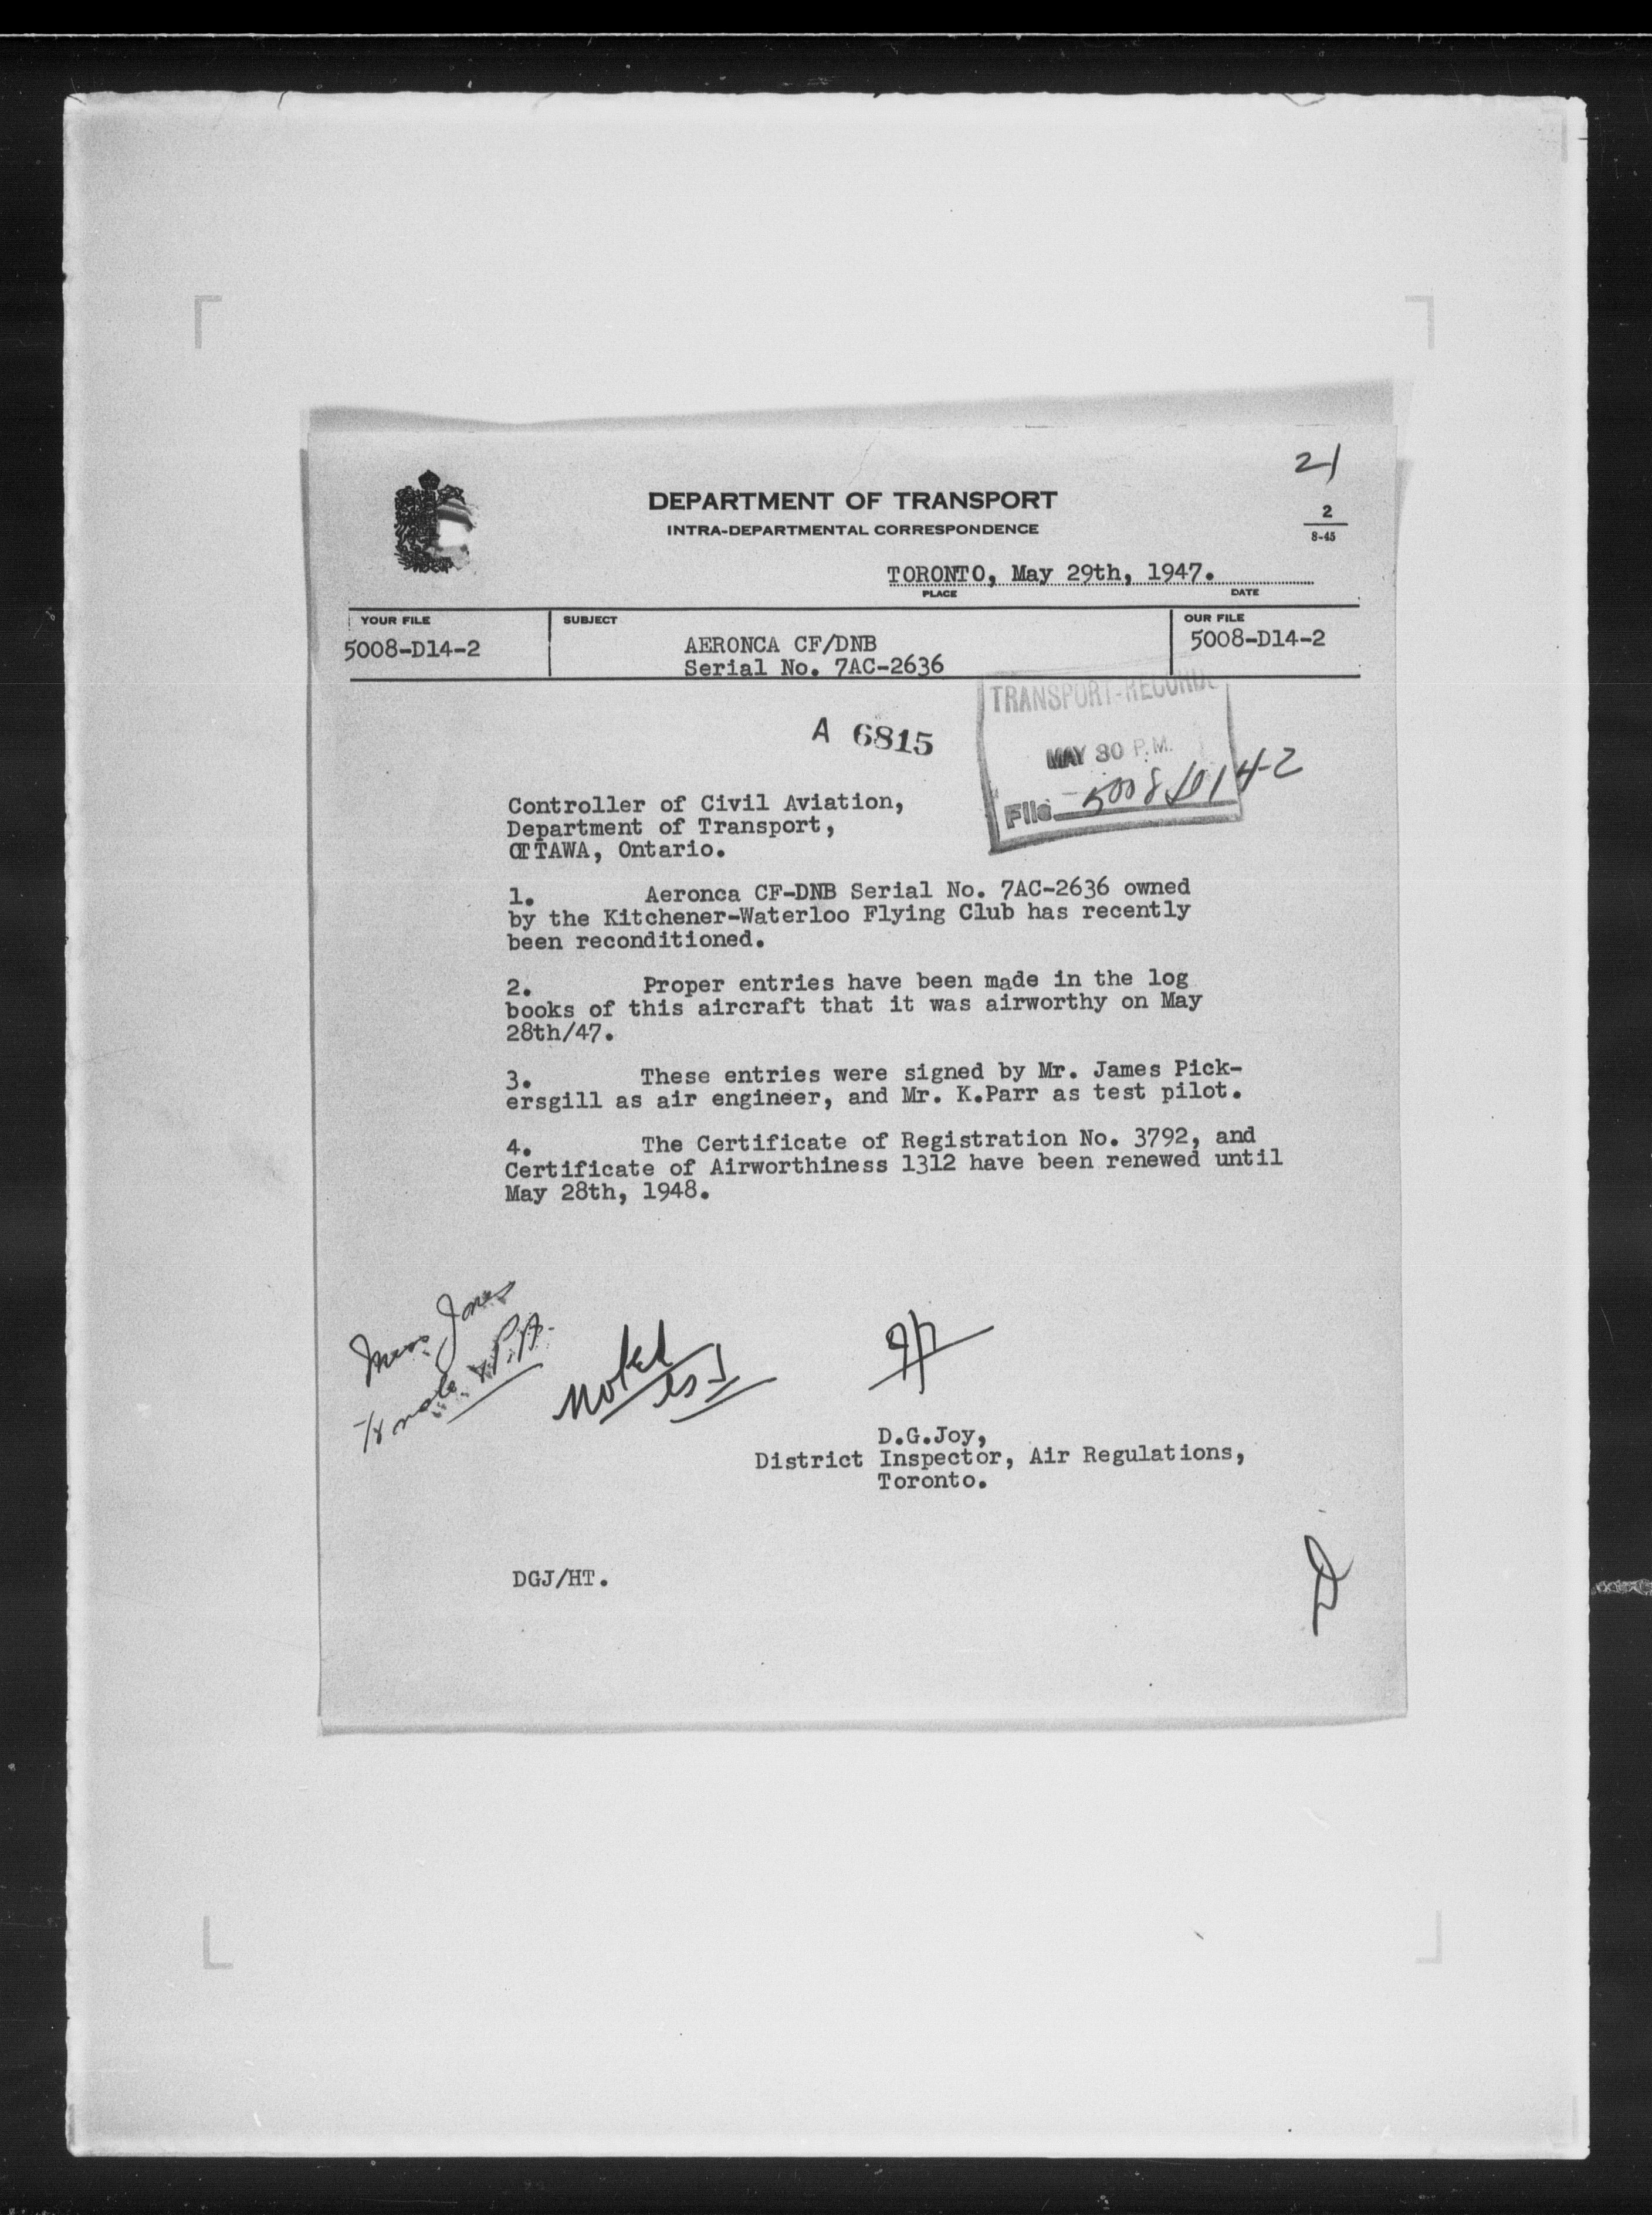 21
DEPARTMENT OF TRANSPORT
INTRA-DEPARTMENTAL CORRESPONDENCE
2
8-45
TORONTO, May 29th, 1947.
PLACE DATE
YOUR FILE SUBJECT OUR FILE
5008-D14-2 AERONCA CF/DNB 5008-D14-2
Serial No. 7AC-2636
TRANSPORT-RECORDS
A 6815
MAY 30 P.M.
File 5008 D14-2
Controller of Civil Aviation,
Department of Transport,
OTTAWA, Ontario.
1. Aeronca CF-DNB Serial No. 7AC-2636 owned
by the Kitchener-Waterloo Flying Club has recently
been reconditioned.
2. Proper entries have been made in the log
books of this aircraft that it was airworthy on May
28th/47.
3. These entries were signed by Mr. James Pick-
ersgill as air engineer, and Mr. K.Parr as test pilot.
4. The Certificate of Registration No. 3792, and
Certificate of Airworthiness 1312 have been renewed until
May 28th, 1948.
Miss Jones
To note & P.A.
Noted
D.G.Joy,
District Inspector, Air Regulations,
Toronto.
DGJ/HT.